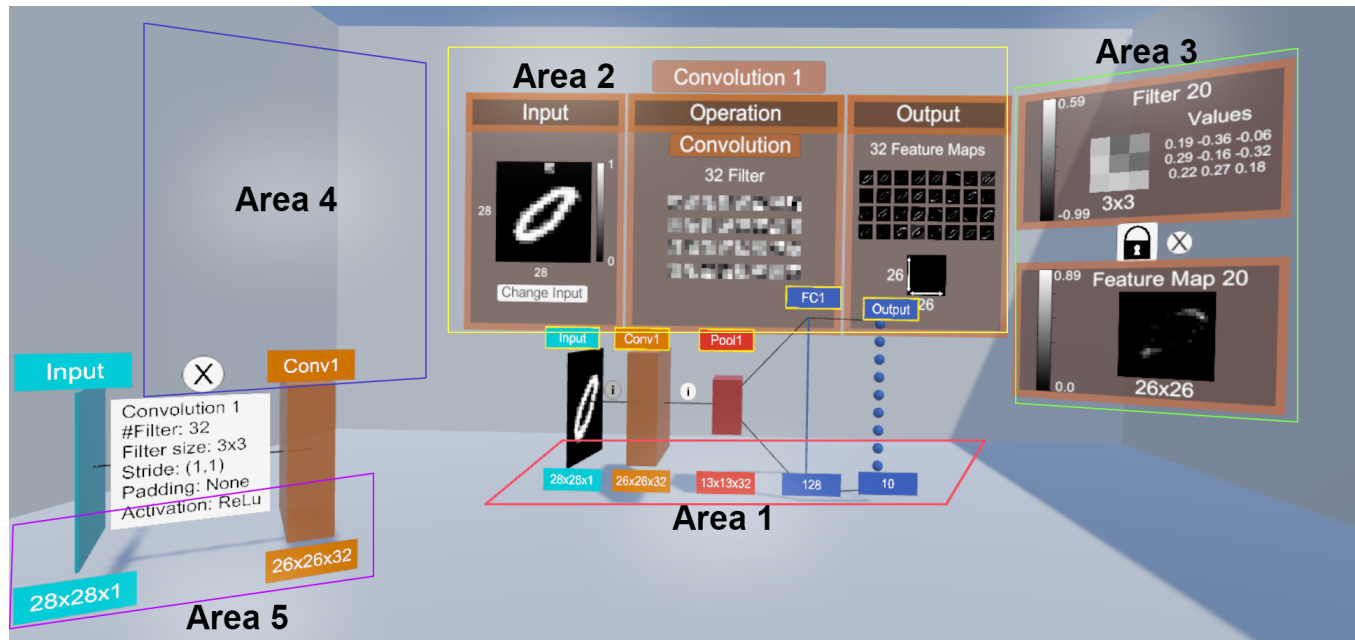 Area 2
Convolution 1
Input
1
28
0
28
Change Input
Operation
Convolution
32 Filter
Output
32 Feature Maps
26
26
Area 3
0.59
Filter 20
Values
0.19 -0.36 -0.06
0.29 -0.16 -0.32
0.22 0.27 0.18
3x3
-0.99
X
0.89
Feature Map 20
0.0
26x26
Area 4
Input
X
Conv1
Convolution 1
#Filter: 32
Filter size: 3x3
Stride: (1,1)
Padding: None
Activation: ReLu
28x28x1
26x26x32
Area 5
Input
Conv1
Pool1
FC1
Output
i
i
28x28x1
26x26x32
13x13x32
128
10
Area 1